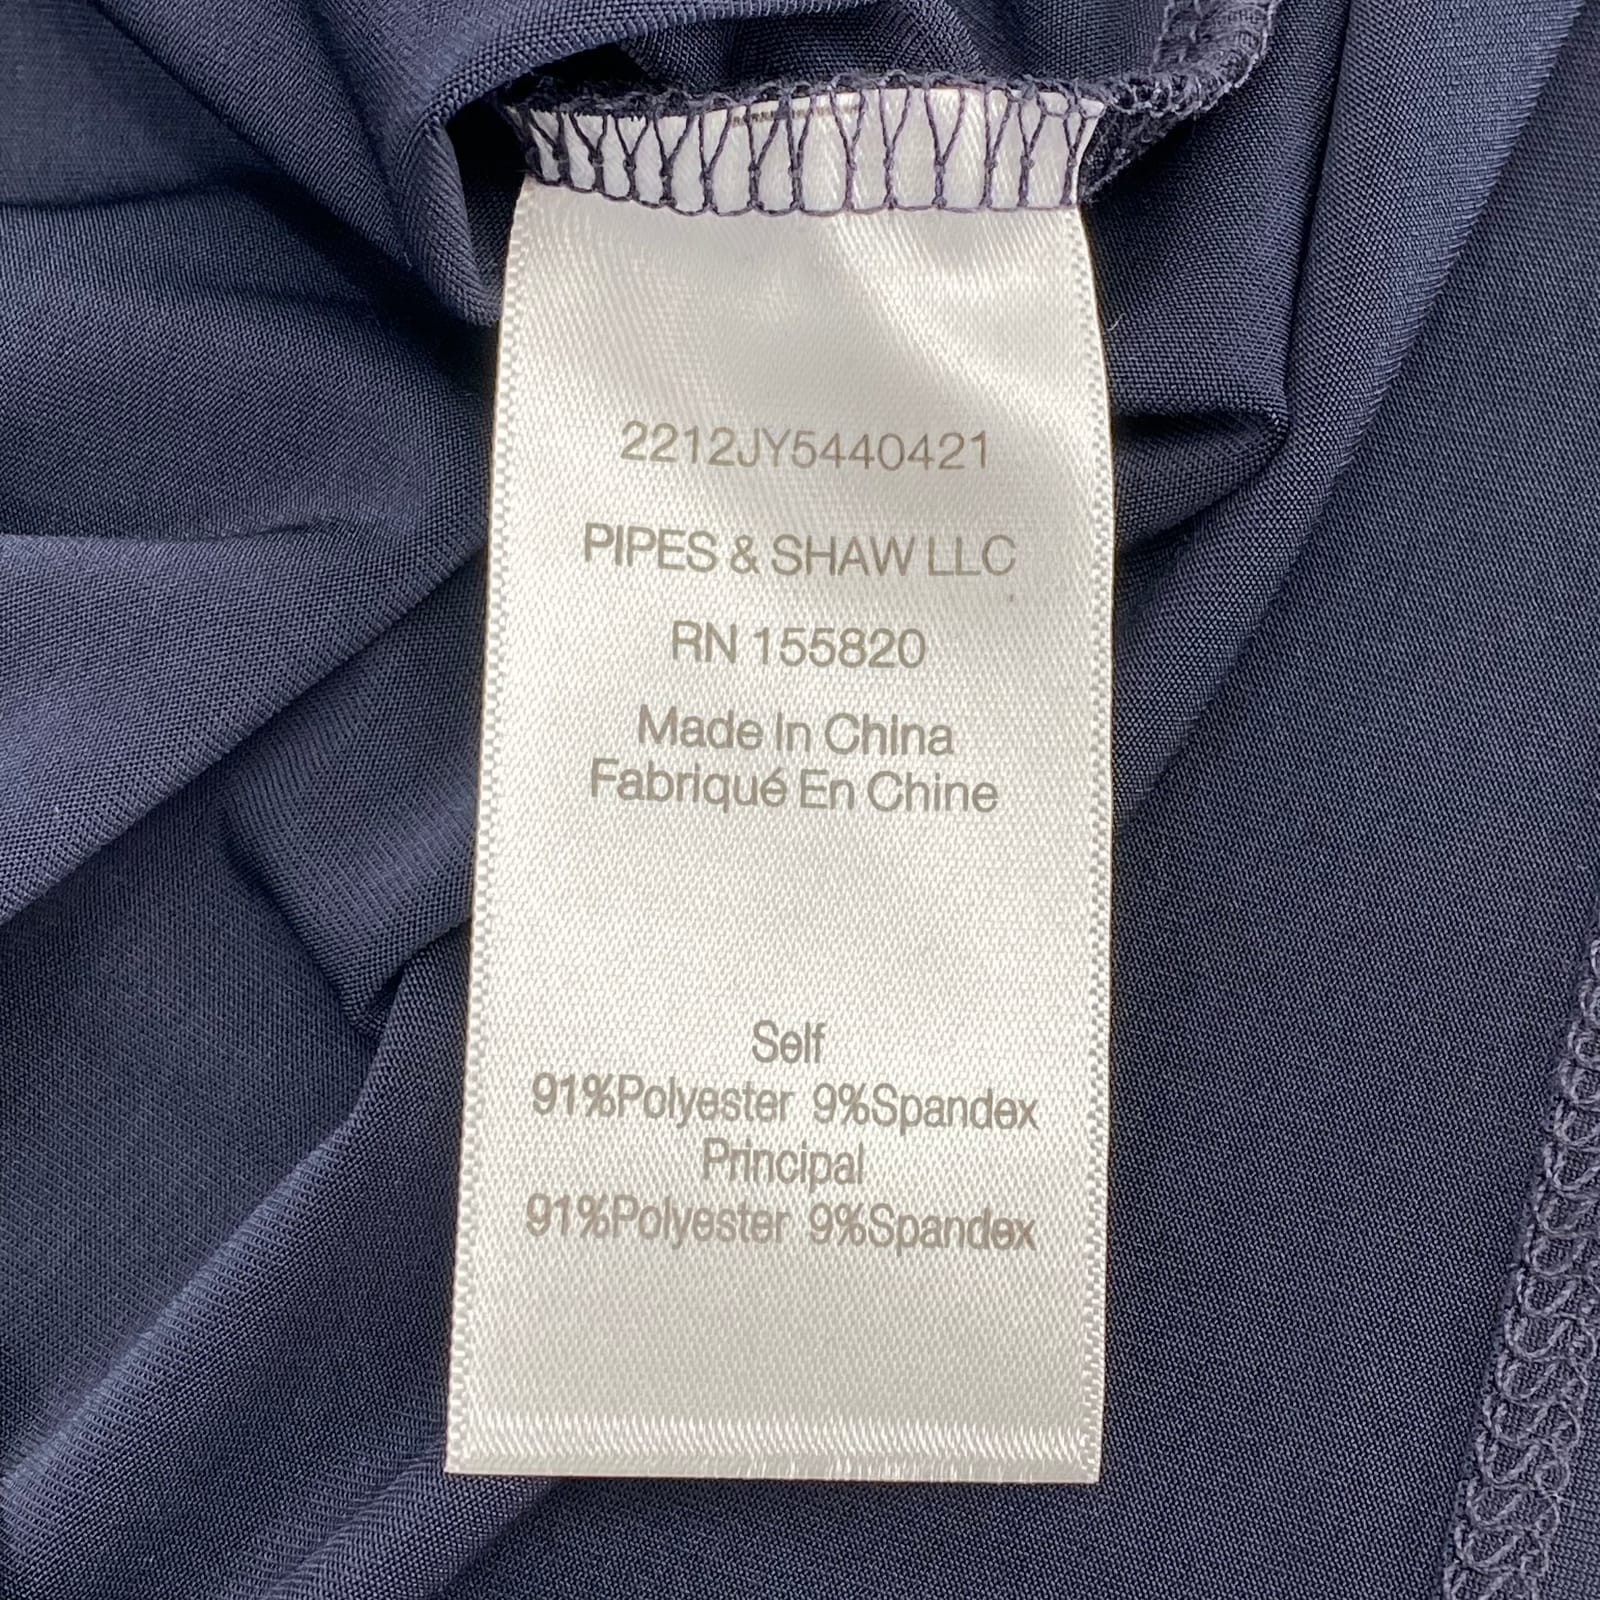 2212JY5440421
PIPES & SHAW LLC
RN 155820
Made In China
Fabriqué En Chine
Self
91%Polyester 9%Spandex
Principal
91%Polyester 9%Spandex